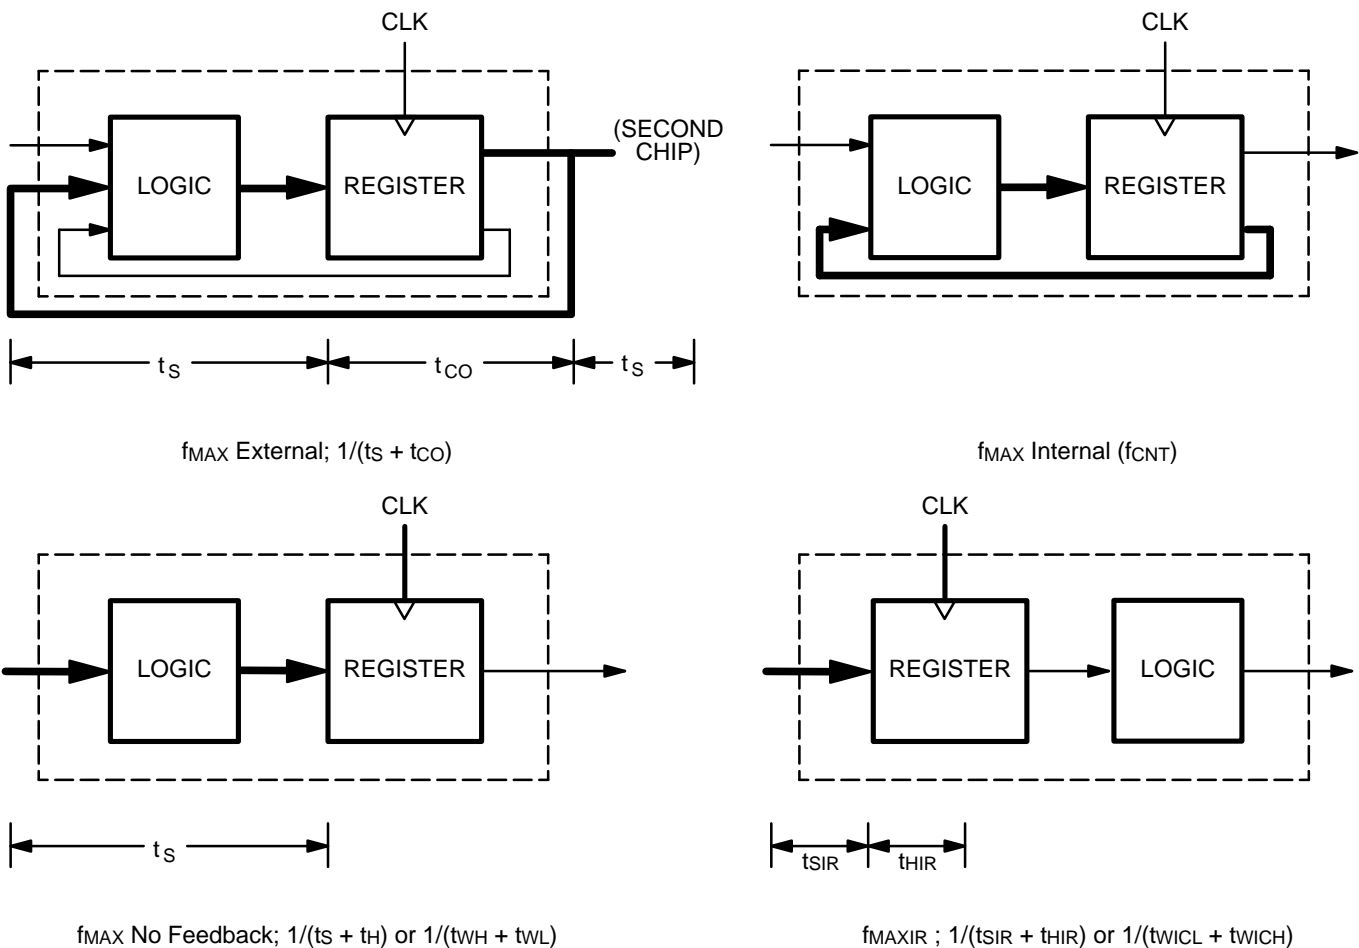 CLK
LOGIC
REGISTER
(SECOND
CHIP)
tS
tCO
tS
fMAX External; 1/(tS + tCO)
CLK
LOGIC
REGISTER
fMAX Internal (fCNT)
CLK
LOGIC
REGISTER
tS
fMAX No Feedback; 1/(tS + tH) or 1/(tWH + tWL)
CLK
REGISTER
LOGIC
tSIR
tHIR
fMAXIR ; 1/(tSIR + tHIR) or 1/(tWICL + tWICH)